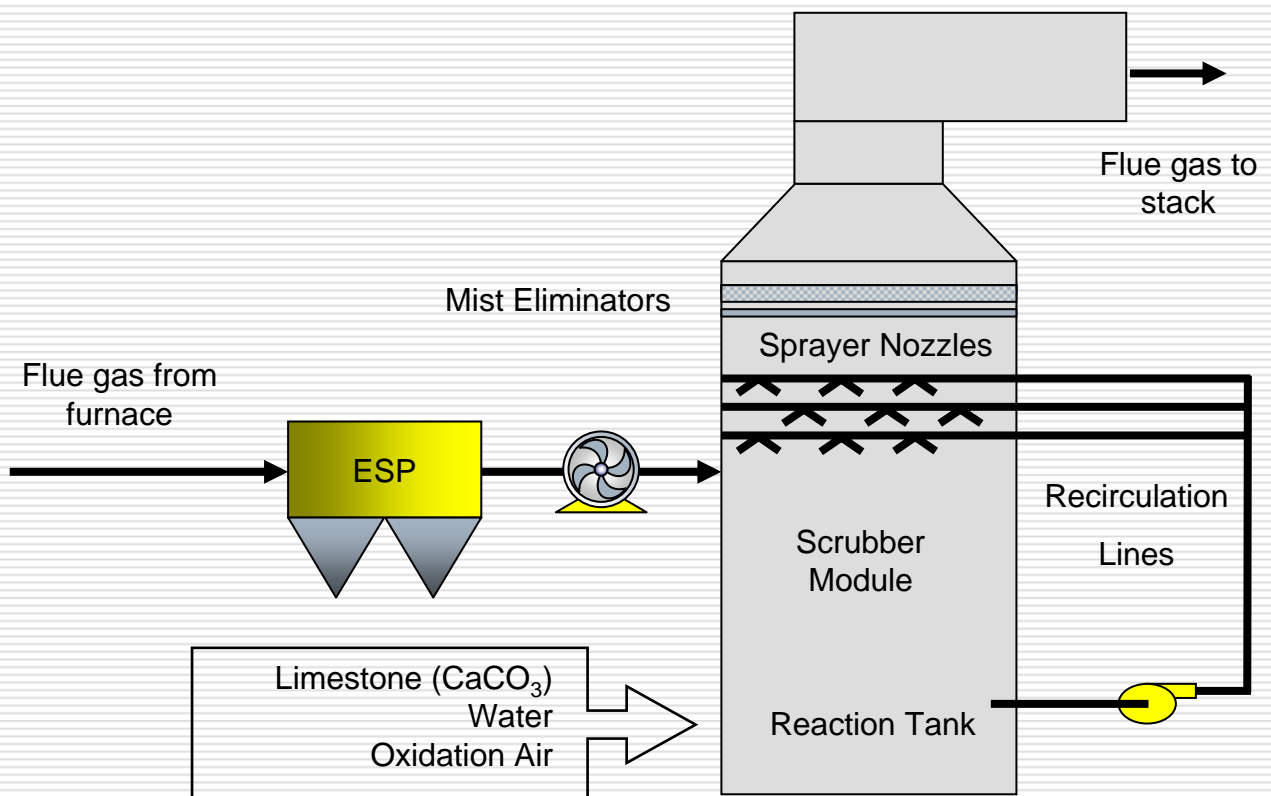 Flue gas to
stack
Mist Eliminators
Sprayer Nozzles
Flue gas from
furnace
ESP
Recirculation
Lines
Scrubber
Module
Limestone (CaCO₃)
Water
Oxidation Air
Reaction Tank